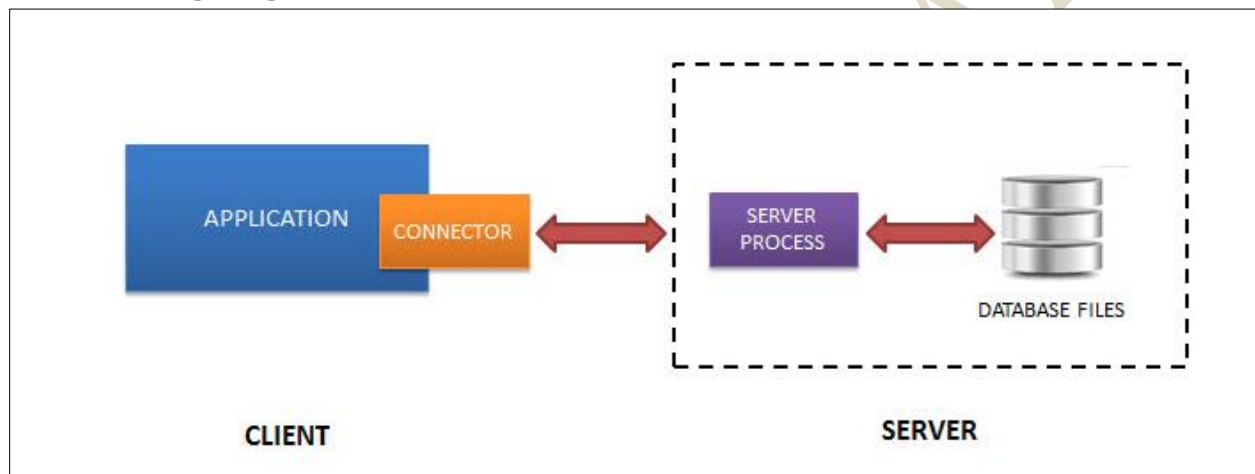 APPLICATION
CONNECTOR
SERVER
PROCESS
DATABASE FILES
CLIENT
SERVER